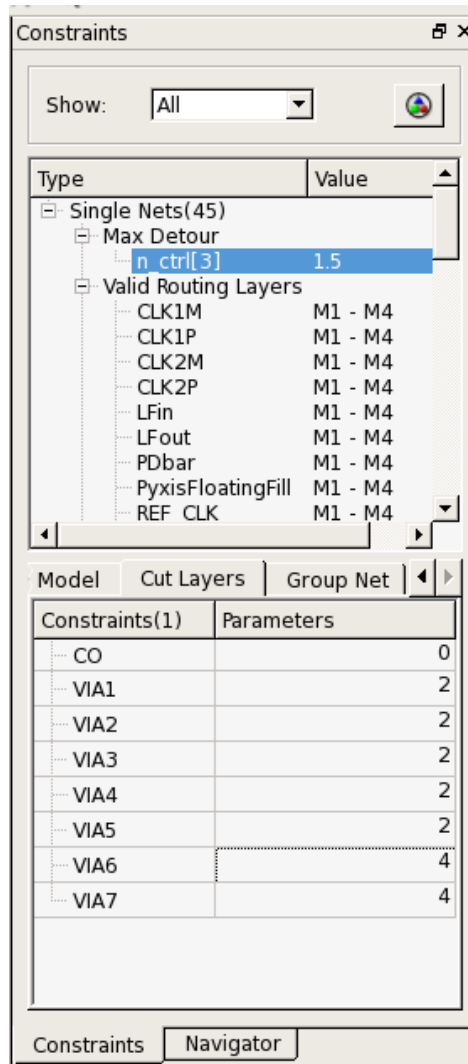 Constraints
Show: All
Type Value
Single Nets(45)
Max Detour
n_ctrl[3] 1.5
Valid Routing Layers
CLK1M M1 - M4
CLK1P M1 - M4
CLK2M M1 - M4
CLK2P M1 - M4
LFin M1 - M4
LFout M1 - M4
PDbar M1 - M4
PyxisFloatingFill M1 - M4
REF_CLK M1 - M4
Model Cut Layers Group Net
Constraints(1) Parameters
CO 0
VIA1 2
VIA2 2
VIA3 2
VIA4 2
VIA5 2
VIA6 4
VIA7 4
Constraints Navigator